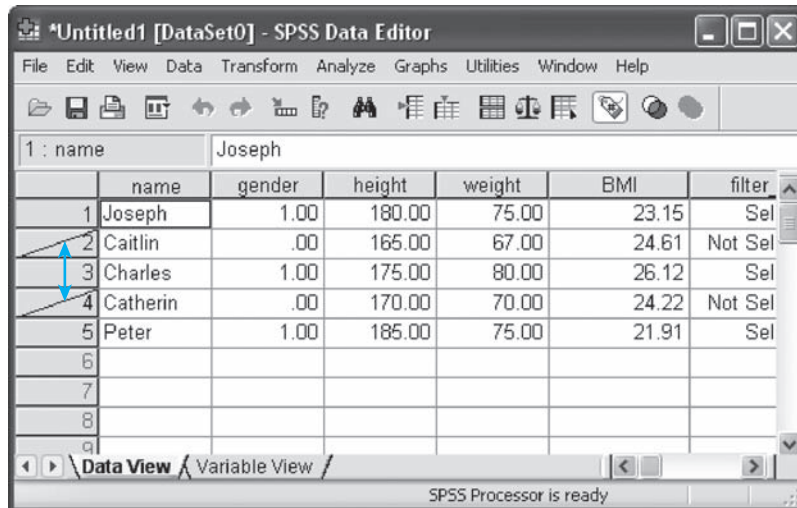 *Untitled1 [DataSet0] - SPSS Data Editor
File Edit View Data Transform Analyze Graphs Utilities Window Help
1 : name Joseph
name gender height weight BMI filter_
1 Joseph 1.00 180.00 75.00 23.15 Sel
2 Caitlin .00 165.00 67.00 24.61 Not Sel
3 Charles 1.00 175.00 80.00 26.12 Sel
4 Catherin .00 170.00 70.00 24.22 Not Sel
5 Peter 1.00 185.00 75.00 21.91 Sel
6
7
8
9
Data View Variable View
SPSS Processor is ready